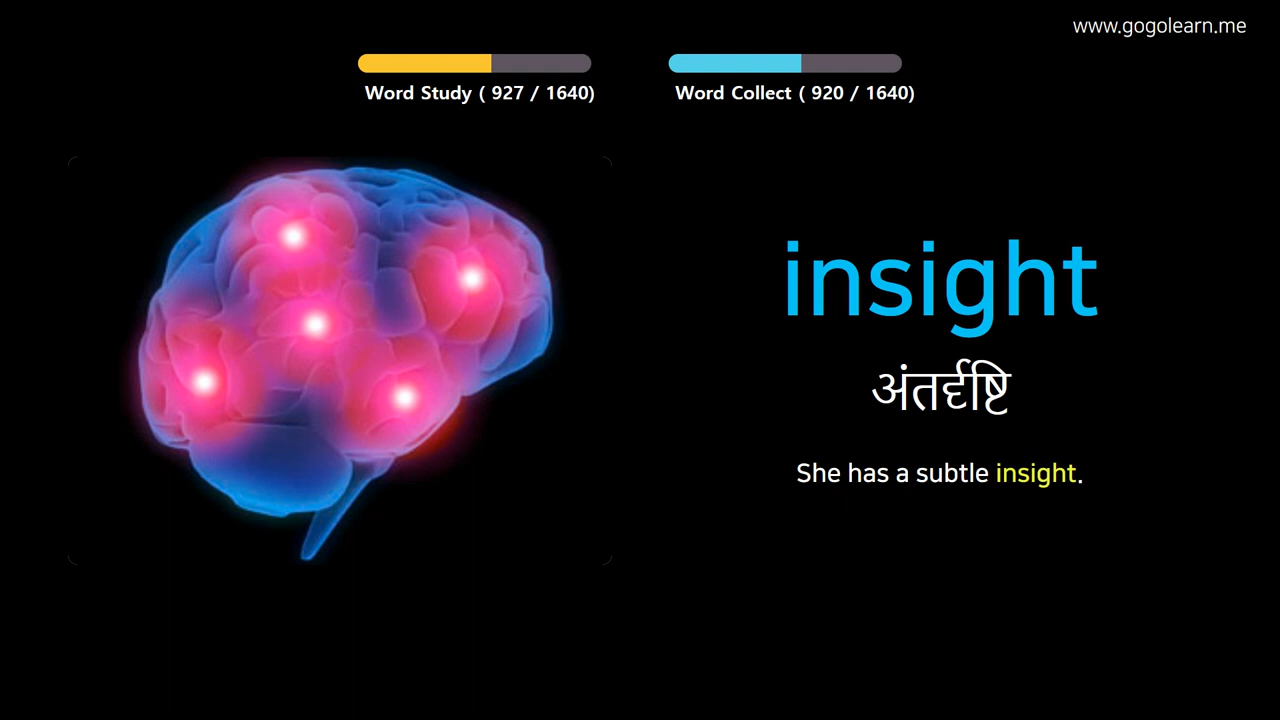 www.gogolearn.me
Word Study ( 927 / 1640)
Word Collect ( 920 / 1640)
insight
अंतर्दृष्टि
She has a subtle insight.